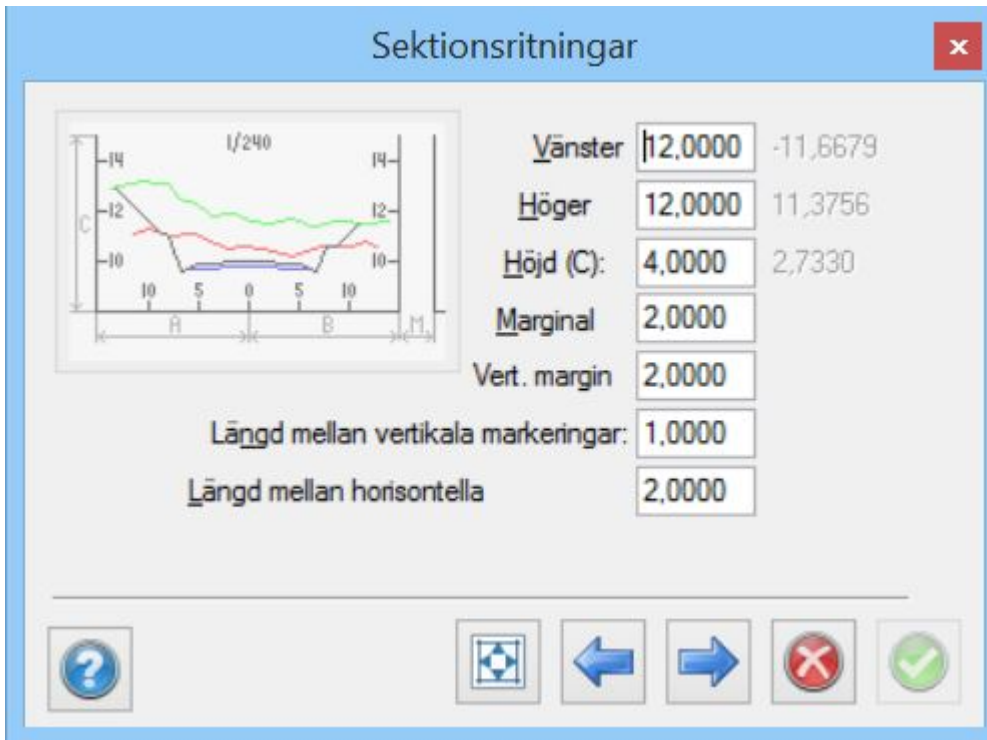 Sektionsritningar
1/240
14 14
12 12
10 10
C
10 5 0 5 10
A B M
Vänster 12,0000 -11,6679
Höger 12,0000 11,3756
Höjd (C): 4,0000 2,7330
Marginal 2,0000
Vert. margin 2,0000
Längd mellan vertikala markeringar: 1,0000
Längd mellan horisontella 2,0000
?